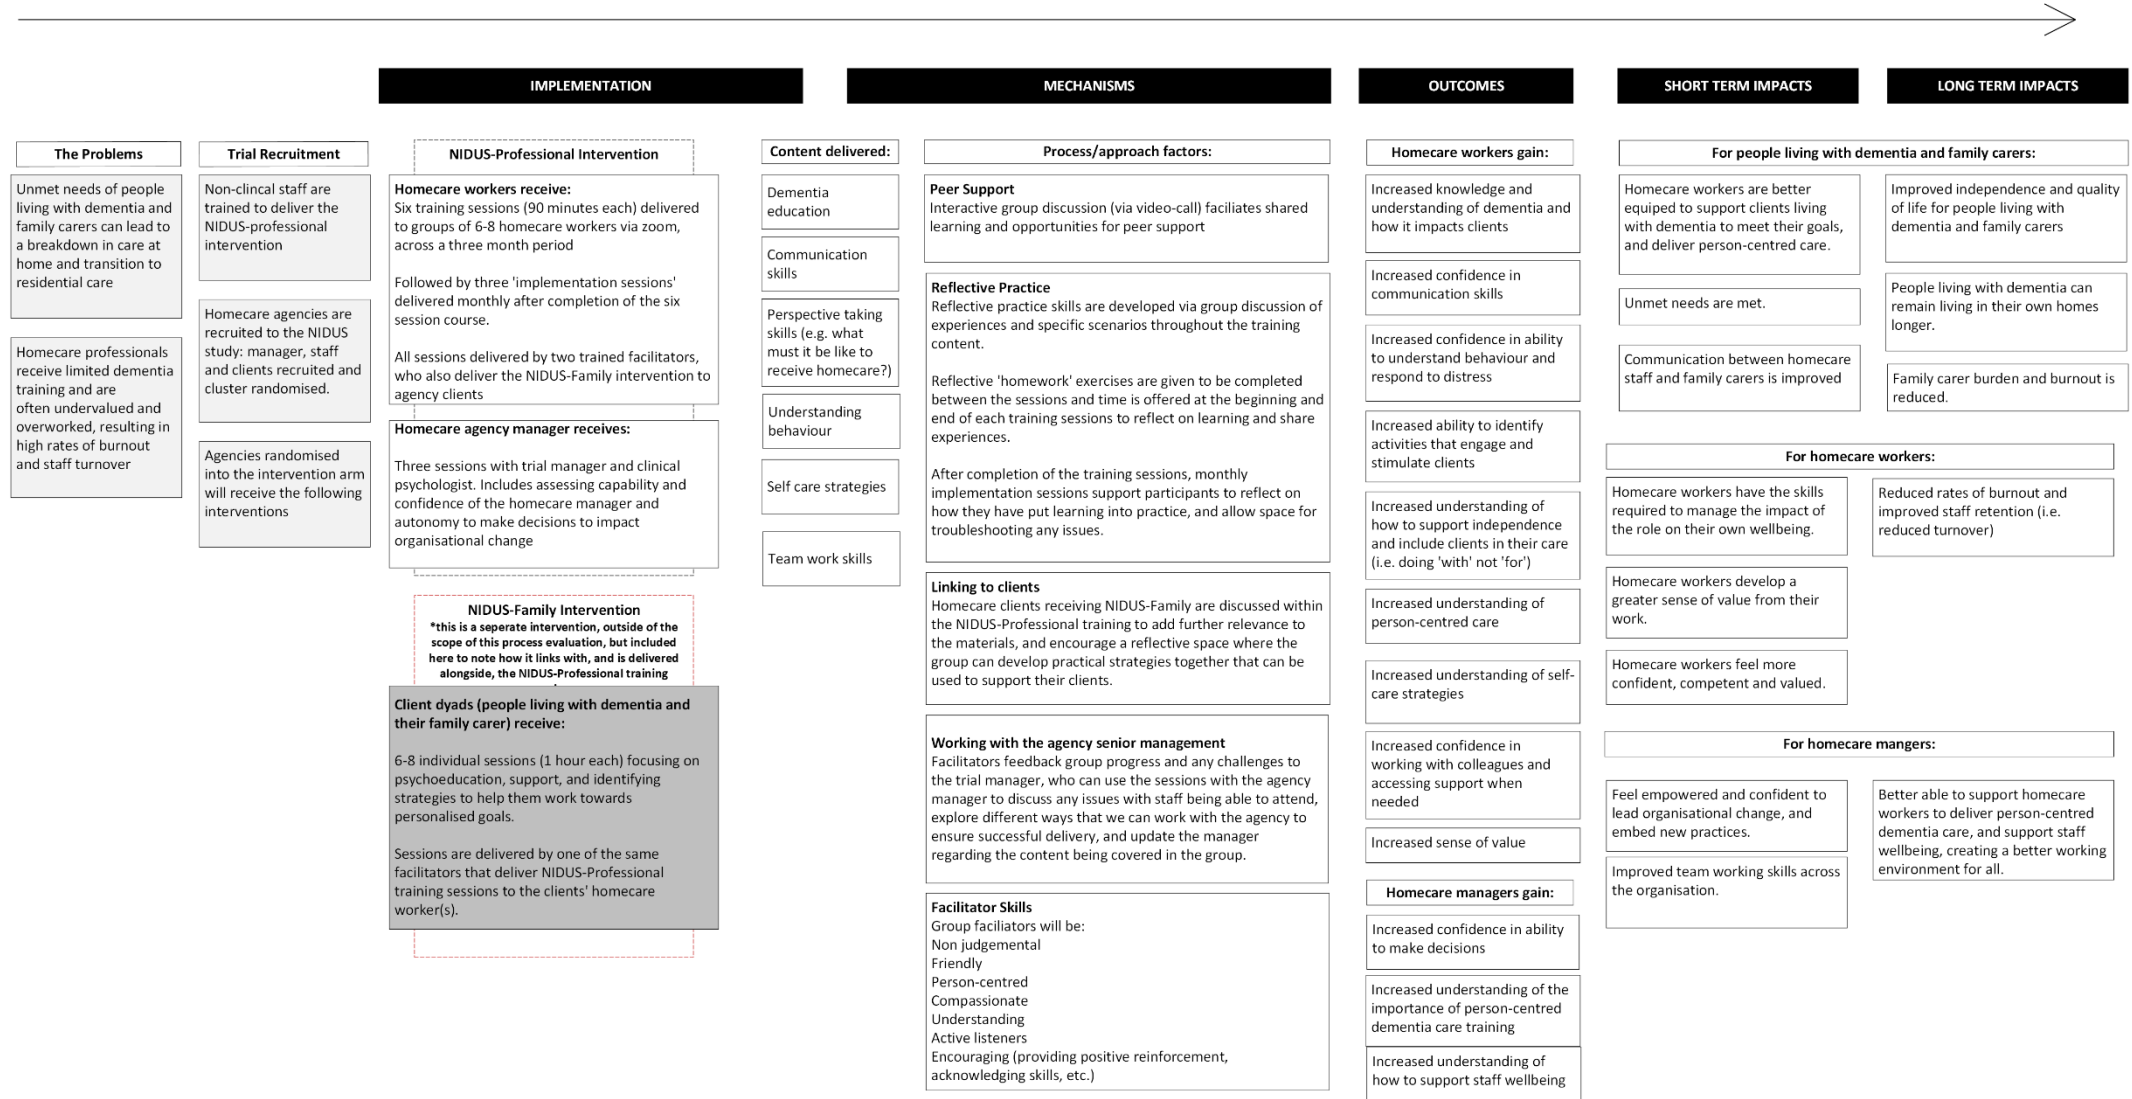 IMPLEMENTATION
MECHANISMS
OUTCOMES
SHORT TERM IMPACTS
LONG TERM IMPACTS
The Problems
Unmet needs of people
living with dementia and
family carers can lead to
a breakdown in care at
home and transition to
residential care
Homecare professionals
receive limited dementia
training and are
often undervalued and
overworked, resulting in
high rates of burnout
and staff turnover
Trial Recruitment
Non-clincal staff are
trained to deliver the
NIDUS-professional
intervention
Homecare agencies are
recruited to the NIDUS
study: manager, staff
and clients recruited and
cluster randomised.
Agencies randomised
into the intervention arm
will receive the following
interventions
NIDUS-Professional Intervention
Homecare workers receive:
Six training sessions (90 minutes each) delivered
to groups of 6-8 homecare workers via zoom,
across a three month period
Followed by three 'implementation sessions'
delivered monthly after completion of the six
session course.
All sessions delivered by two trained facilitators,
who also deliver the NIDUS-Family intervention to
agency clients
Homecare agency manager receives:
Three sessions with trial manager and clinical
psychologist. Includes assessing capability and
confidence of the homecare manager and
autonomy to make decisions to impact
organisational change
NIDUS-Family Intervention
*this is a seperate intervention, outside of the
scope of this process evaluation, but included
here to note how it links with, and is delivered
alongside, the NIDUS-Professional training
Client dyads (people living with dementia and
their family carer) receive:
6-8 individual sessions (1 hour each) focusing on
psychoeducation, support, and identifying
strategies to help them work towards
personalised goals.
Sessions are delivered by one of the same
facilitators that deliver NIDUS-Professional
training sessions to the clients' homecare
worker(s).
Content delivered:
Dementia
education
Communication
skills
Perspective taking
skills (e.g. what
must it be like to
receive homecare?)
Understanding
behaviour
Self care strategies
Team work skills
Process/approach factors:
Peer Support
Interactive group discussion (via video-call) faciliates shared
learning and opportunities for peer support
Reflective Practice
Reflective practice skills are developed via group discussion of
experiences and specific scenarios throughout the training
content.
Reflective 'homework' exercises are given to be completed
between the sessions and time is offered at the beginning and
end of each training sessions to reflect on learning and share
experiences.
After completion of the training sessions, monthly
implementation sessions support participants to reflect on
how they have put learning into practice, and allow space for
troubleshooting any issues.
Linking to clients
Homecare clients receiving NIDUS-Family are discussed within
the NIDUS-Professional training to add further relevance to
the materials, and encourage a reflective space where the
group can develop practical strategies together that can be
used to support their clients.
Working with the agency senior management
Facilitators feedback group progress and any challenges to
the trial manager, who can use the sessions with the agency
manager to discuss any issues with staff being able to attend,
explore different ways that we can work with the agency to
ensure successful delivery, and update the manager
regarding the content being covered in the group.
Facilitator Skills
Group faciliators will be:
Non judgemental
Friendly
Person-centred
Compassionate
Understanding
Active listeners
Encouraging (providing positive reinforcement,
acknowledging skills, etc.)
Homecare workers gain:
Increased knowledge and
understanding of dementia and
how it impacts clients
Increased confidence in
communication skills
Increased confidence in ability
to understand behaviour and
respond to distress
Increased ability to identify
activities that engage and
stimulate clients
Increased understanding of
how to support independence
and include clients in their care
(i.e. doing 'with' not 'for')
Increased understanding of
person-centred care
Increased understanding of self-
care strategies
Increased confidence in
working with colleagues and
accessing support when
needed
Increased sense of value
Homecare managers gain:
Increased confidence in ability
to make decisions
Increased understanding of the
importance of person-centred
dementia care training
Increased understanding of
how to support staff wellbeing
For people living with dementia and family carers:
Homecare workers are better
equiped to support clients living
with dementia to meet their goals,
and deliver person-centred care.
Unmet needs are met.
Communication between homecare
staff and family carers is improved
Improved independence and quality
of life for people living with
dementia and family carers
People living with dementia can
remain living in their own homes
longer.
Family carer burden and burnout is
reduced.
For homecare workers:
Homecare workers have the skills
required to manage the impact of
the role on their own wellbeing.
Homecare workers develop a
greater sense of value from their
work.
Homecare workers feel more
confident, competent and valued.
Reduced rates of burnout and
improved staff retention (i.e.
reduced turnover)
For homecare mangers:
Feel empowered and confident to
lead organisational change, and
embed new practices.
Improved team working skills across
the organisation.
Better able to support homecare
workers to deliver person-centred
dementia care, and support staff
wellbeing, creating a better working
environment for all.